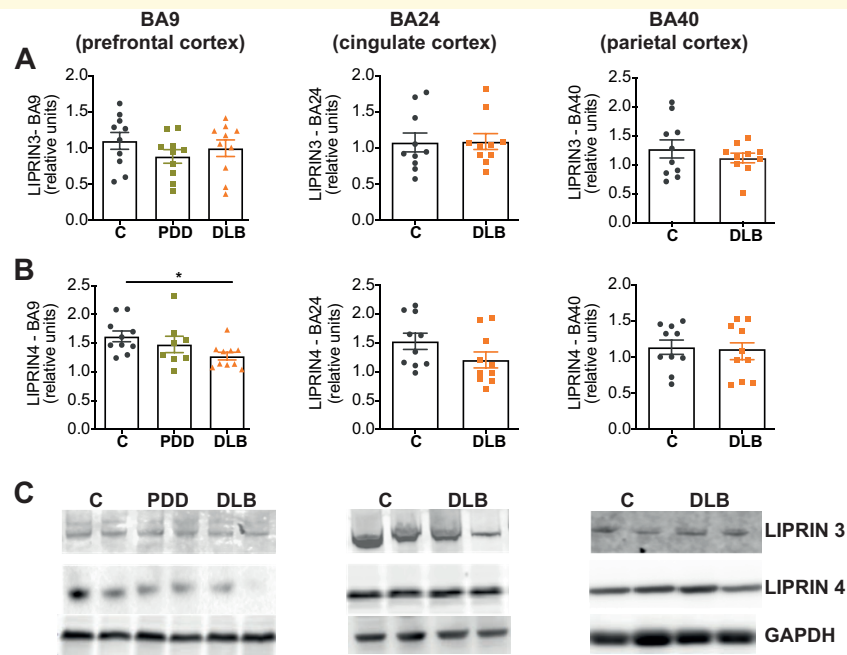 BA9
(prefrontal cortex)
BA24
(cingulate cortex)
BA40
(parietal cortex)
A
LIPRIN3- BA9
(relative units)
2.0
1.5
1.0
0.5
0.0
C PDD DLB
LIPRIN3 - BA24
(relative units)
2.0
1.5
1.0
0.5
0.0
C DLB
LIPRIN3 - BA40
(relative units)
2.5
2.0
1.5
1.0
0.5
0.0
C DLB
B
LIPRIN4 - BA9
(relative units)
2.5
2.0
1.5
1.0
0.5
0.0
*
C PDD DLB
LIPRIN4 - BA24
(relative units)
2.5
2.0
1.5
1.0
0.5
0.0
C DLB
LIPRIN4 - BA40
(relative units)
2.0
1.5
1.0
0.5
0.0
C DLB
C
C PDD DLB
C DLB
C DLB
LIPRIN 3
LIPRIN 4
GAPDH